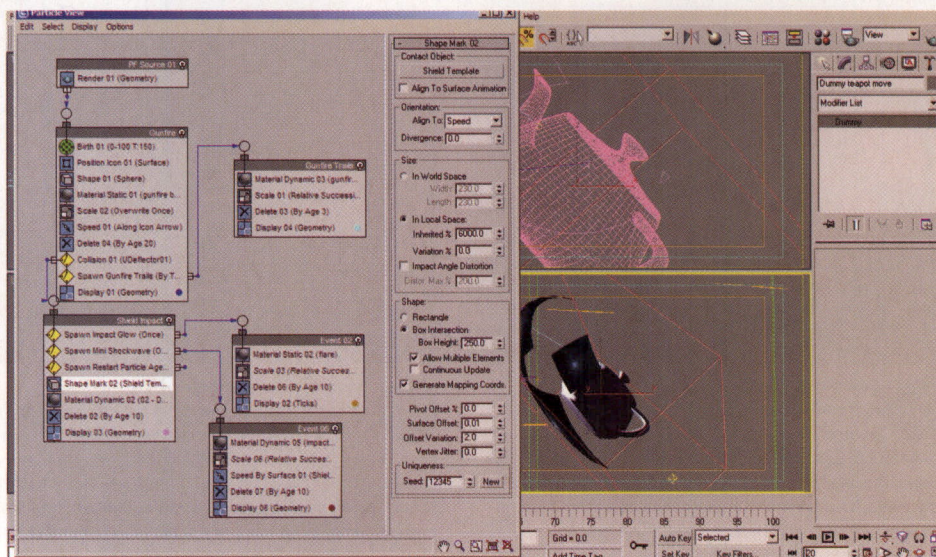 Particle View
Edit Select Display Options
PF Source 01
Render 01 (Geometry)
Gunfire
Birth 01 (0-100 T:150)
Position Icon 01 (Surface)
Shape 01 (Sphere)
Material Static 01 (gunfire b...
Scale 02 (Overwrite Once)
Speed 01 (Along Icon Arrow)
Delete 04 (By Age 20)
Collision 01 (UDeflector01)
Spawn Gunfire Trails (By T...
Display 01 (Geometry)
Gunfire Trails
Material Dynamic 03 (gunfir...
Scale 01 (Relative Successi...
Delete 03 (By Age 3)
Display 04 (Geometry)
Shield Impact
Spawn Impact Glow (Once)
Spawn Mini Shockwave (O...
Spawn Restart Particle Age...
Shape Mark 02 (Shield Tem...
Material Dynamic 02 (02 - D...
Delete 02 (By Age 10)
Display 03 (Geometry)
Event 02
Material Static 02 (flare)
Scale 03 (Relative Succes...
Delete 06 (By Age 10)
Display 02 (Ticks)
Event 06
Material Dynamic 05 (impact...
Scale 06 (Relative Succes...
Speed By Surface 01 (Shiel...
Delete 07 (By Age 10)
Display 06 (Geometry)
- Shape Mark 02
Contact Object:
Shield Template
Align To Surface Animation
Orientation:
Align To: Speed
Divergence: 0.0
Size:
In World Space
Width: 230.0
Length: 230.0
In Local Space:
Inherited % 6000.0
Variation % 0.0
Impact Angle Distortion
Distor. Max % 200.0
Shape:
Rectangle
Box Intersection
Box Height: 250.0
Allow Multiple Elements
Continuous Update
Generate Mapping Coords.
Pivot Offset % 0.0
Surface Offset: 0.01
Offset Variation: 2.0
Vertex Jitter: 0.0
Uniqueness:
Seed: 12345 New
Help
View
Dummy teapot move
Modifier List
Dummy
70 75 80 85 90 95 100
Grid = 0.0
Auto Key Selected
Add Time Tag
Set Key Key Filters...
R20